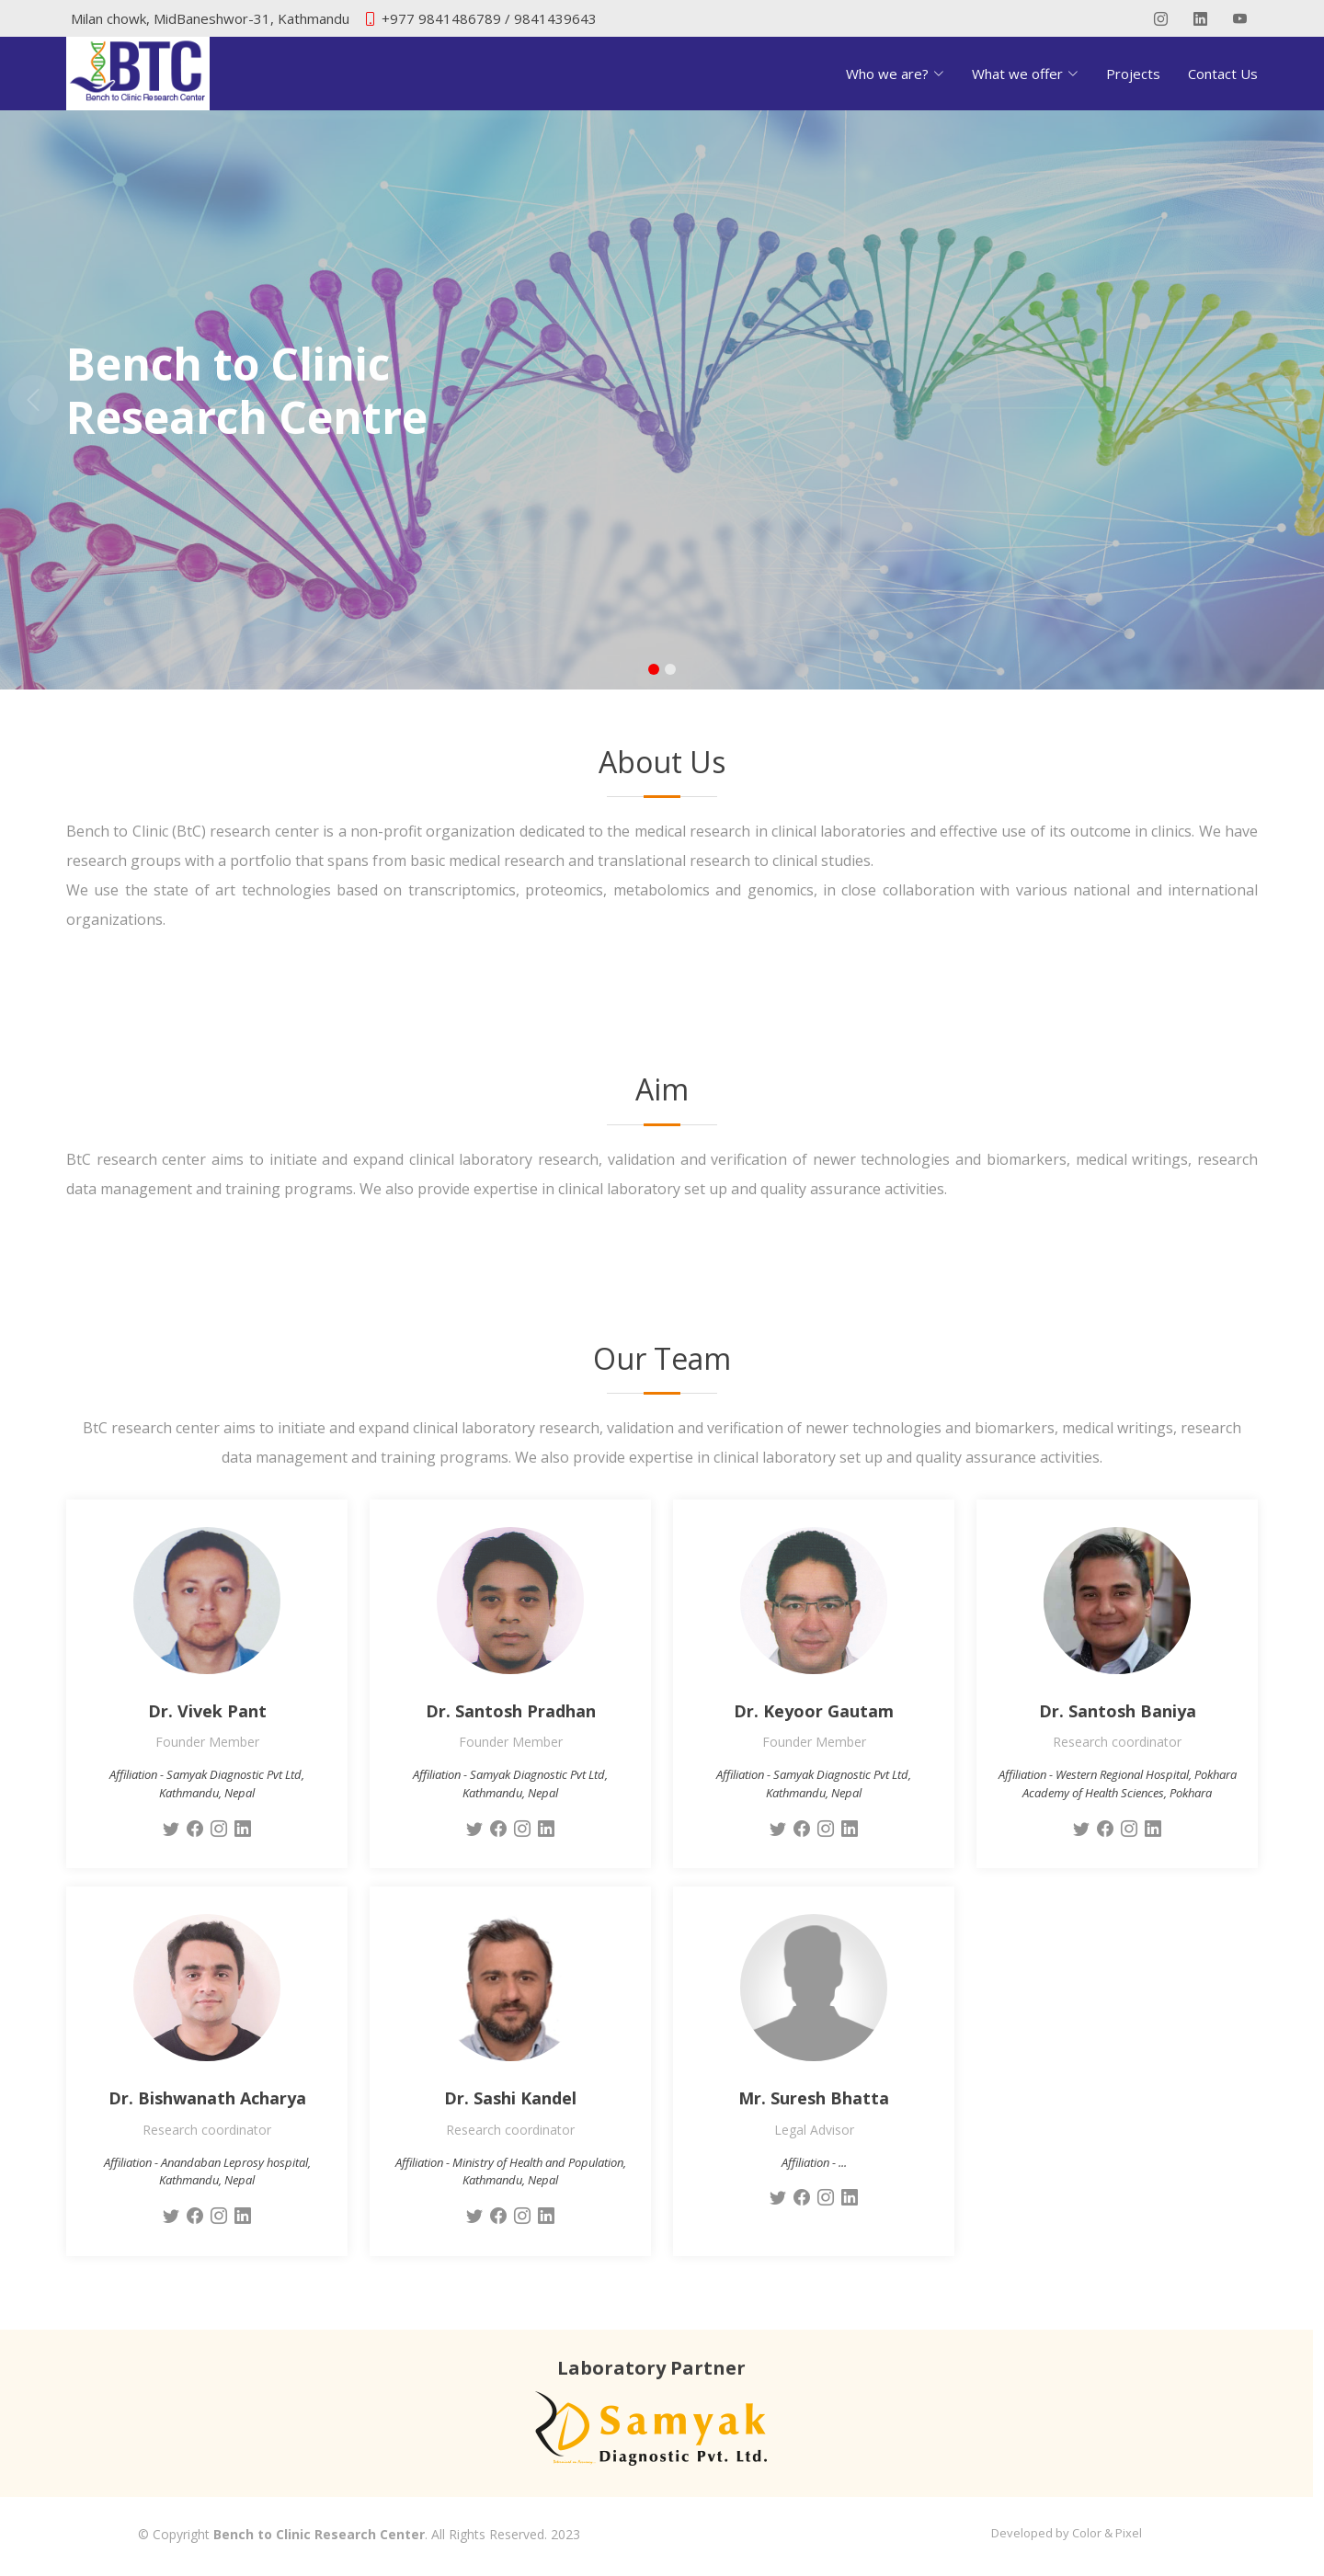 Milan chowk, MidBaneshwor-31, Kathmandu +977 9841486789 / 9841439643
BTC
Bench to Clinic Research Center
Who we are? What we offer Projects Contact Us
Bench to Clinic
Research Centre
About Us
Bench to Clinic (BtC) research center is a non-profit organization dedicated to the medical research in clinical laboratories and effective use of its outcome in clinics. We have
research groups with a portfolio that spans from basic medical research and translational research to clinical studies.
We use the state of art technologies based on transcriptomics, proteomics, metabolomics and genomics, in close collaboration with various national and international
organizations.
Aim
BtC research center aims to initiate and expand clinical laboratory research, validation and verification of newer technologies and biomarkers, medical writings, research
data management and training programs. We also provide expertise in clinical laboratory set up and quality assurance activities.
Our Team
BtC research center aims to initiate and expand clinical laboratory research, validation and verification of newer technologies and biomarkers, medical writings, research
data management and training programs. We also provide expertise in clinical laboratory set up and quality assurance activities.
Dr. Vivek Pant
Founder Member
Affiliation - Samyak Diagnostic Pvt Ltd,
Kathmandu, Nepal
Dr. Santosh Pradhan
Founder Member
Affiliation - Samyak Diagnostic Pvt Ltd,
Kathmandu, Nepal
Dr. Keyoor Gautam
Founder Member
Affiliation - Samyak Diagnostic Pvt Ltd,
Kathmandu, Nepal
Dr. Santosh Baniya
Research coordinator
Affiliation - Western Regional Hospital, Pokhara
Academy of Health Sciences, Pokhara
Dr. Bishwanath Acharya
Research coordinator
Affiliation - Anandaban Leprosy hospital,
Kathmandu, Nepal
Dr. Sashi Kandel
Research coordinator
Affiliation - Ministry of Health and Population,
Kathmandu, Nepal
Mr. Suresh Bhatta
Legal Advisor
Affiliation - ...
Laboratory Partner
Samyak
Diagnostic Pvt. Ltd.
© Copyright Bench to Clinic Research Center. All Rights Reserved. 2023
Developed by Color & Pixel